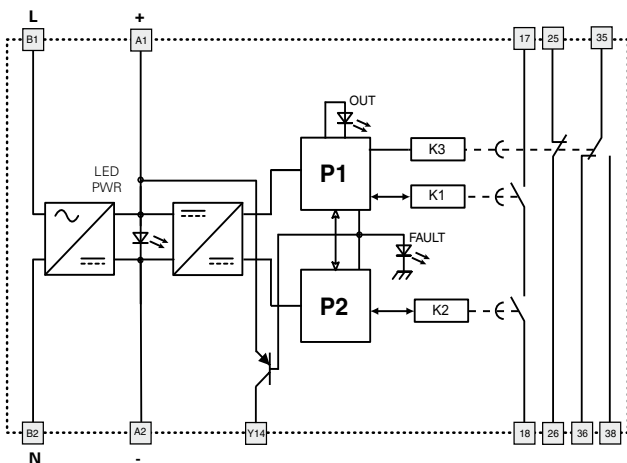 L +
B1 A1 17 25 35
OUT
K3
LED
PWR
P1
K1
FAULT
P2
K2
B2 A2 Y14 18 26 36 38
N -